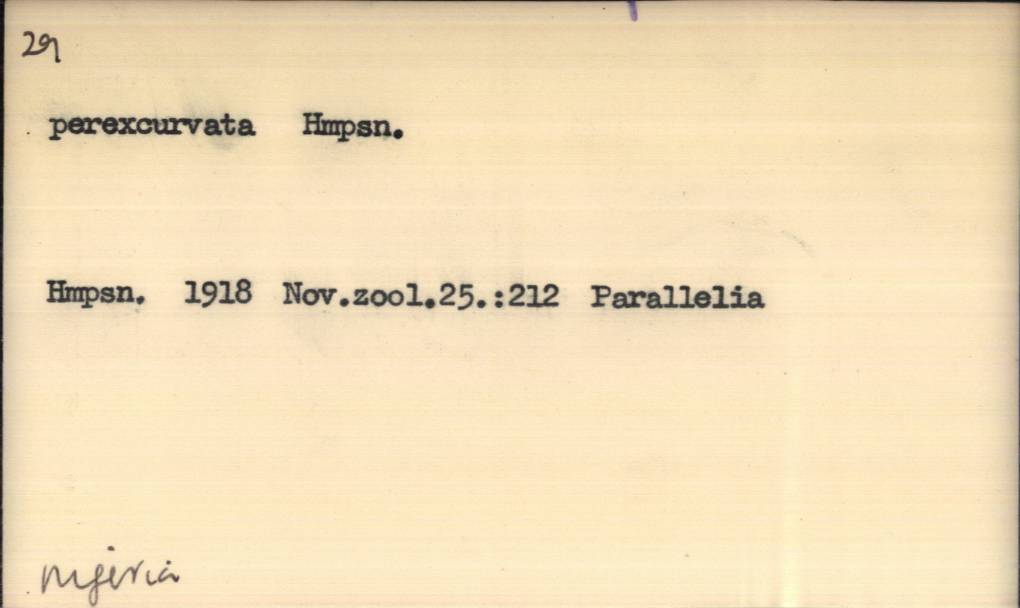 29
perexcurvata Hmpsn.
Hmpsn. 1918 Nov.zool.25.:212 Parallelia
nigeria